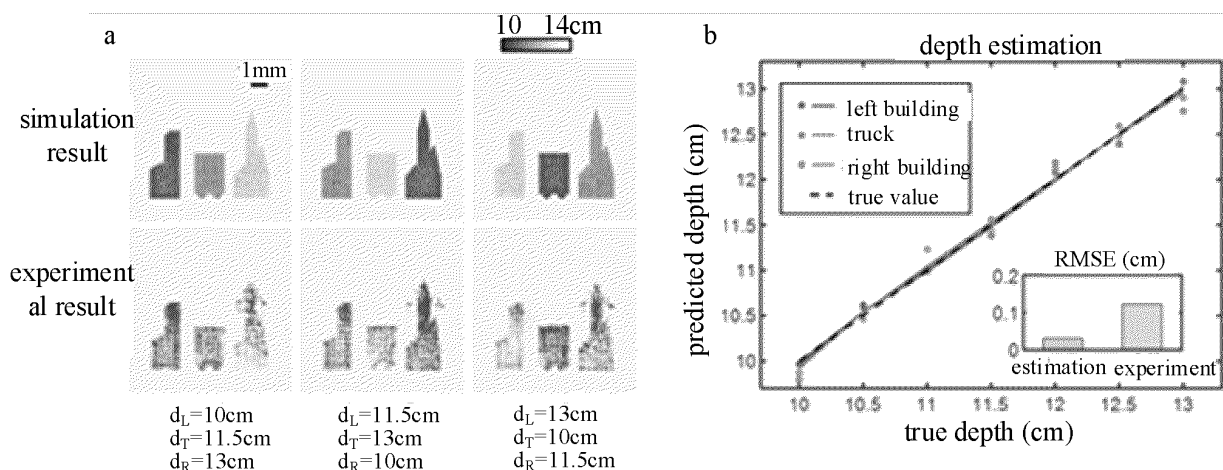 a
10 14cm
1mm
simulation
result
experiment
al result
d_L=10cm
d_T=11.5cm
d_R=13cm
d_L=11.5cm
d_T=13cm
d_R=10cm
d_L=13cm
d_T=10cm
d_R=11.5cm
b
depth estimation
predicted depth (cm)
13
12.5
12
11.5
11
10.5
10
left building
truck
right building
true value
RMSE (cm)
0.2
0.1
0
estimation experiment
10 10.5 11 11.5 12 12.5 13
true depth (cm)